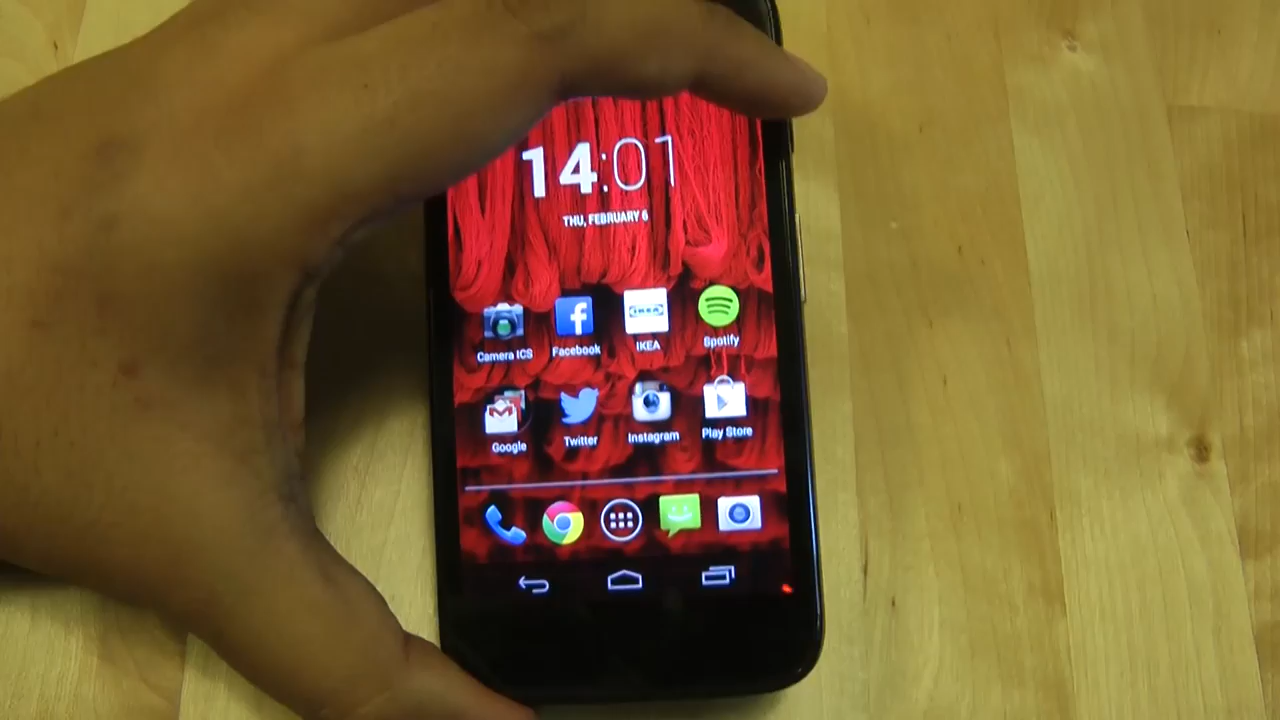 14:01
THU, FEBRUARY 6
IKEA
Camera ICS
Facebook
IKEA
Spotify
Google
Twitter
Instagram
Play Store